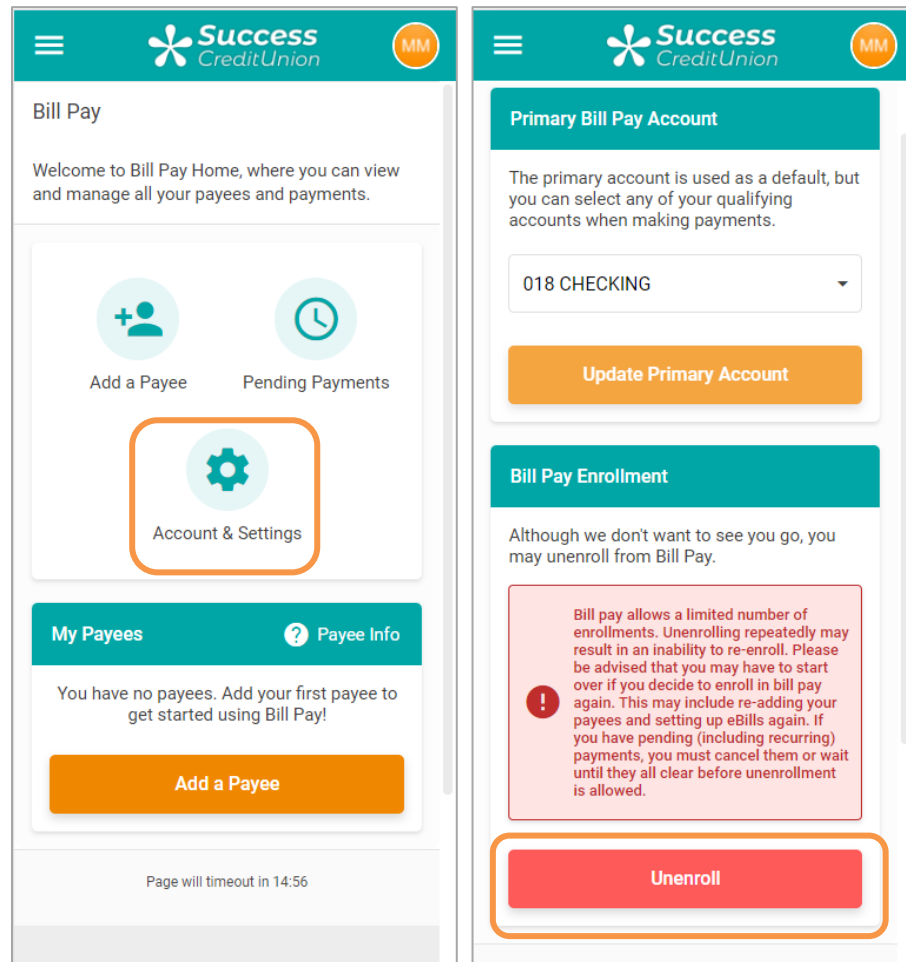 Success
CreditUnion
MM
Bill Pay
Welcome to Bill Pay Home, where you can view
and manage all your payees and payments.
Add a Payee
Pending Payments
Account & Settings
My Payees
? Payee Info
You have no payees. Add your first payee to
get started using Bill Pay!
Add a Payee
Page will timeout in 14:56
Success
CreditUnion
MM
Primary Bill Pay Account
The primary account is used as a default, but
you can select any of your qualifying
accounts when making payments.
018 CHECKING
Update Primary Account
Bill Pay Enrollment
Although we don't want to see you go, you
may unenroll from Bill Pay.
Bill pay allows a limited number of
enrollments. Unenrolling repeatedly may
result in an inability to re-enroll. Please
be advised that you may have to start
over if you decide to enroll in bill pay
again. This may include re-adding your
payees and setting up eBills again. If
you have pending (including recurring)
payments, you must cancel them or wait
until they all clear before unenrollment
is allowed.
Unenroll